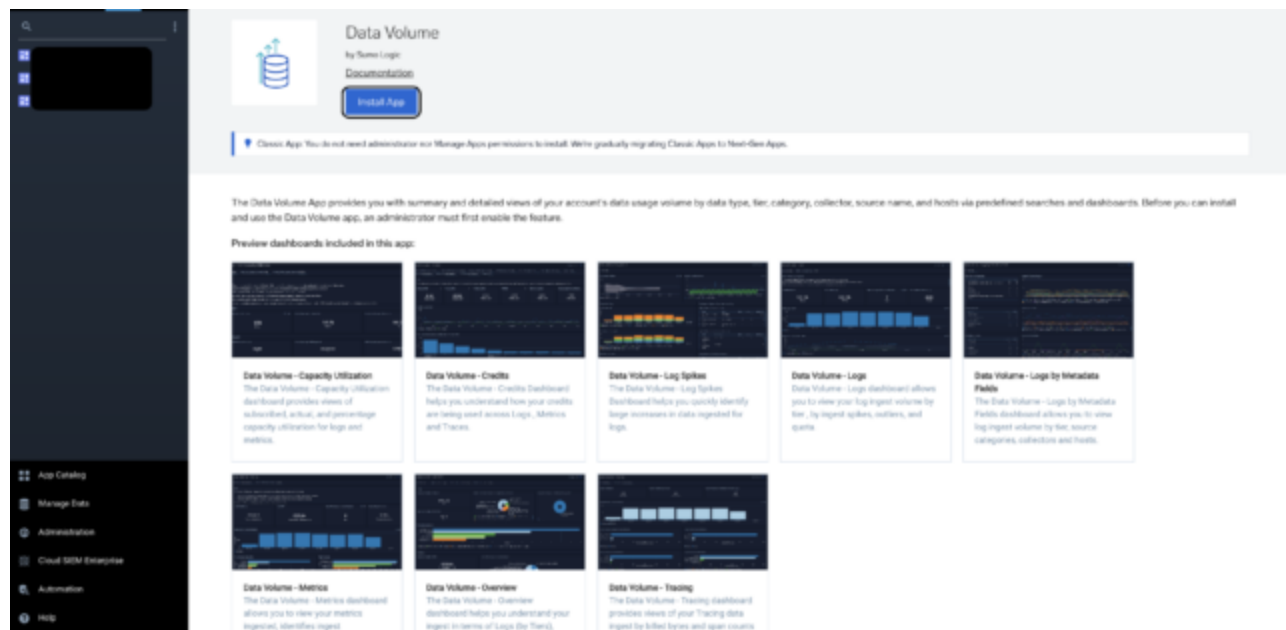 Data Volume
by Sumo Logic
Documentation
Install App
Classic App: You do not need administrator nor Manage Apps permissions to install. We're gradually migrating Classic Apps to Next-Gen Apps.
The Data Volume App provides you with summary and detailed views of your account's data usage volume by data type, tier, category, collector, source name, and hosts via predefined searches and dashboards. Before you can install
and use the Data Volume app, an administrator must first enable the feature.
Preview dashboards included in this app:
Data Volume - Capacity Utilization
The Data Volume - Capacity Utilization
dashboard provides views of
subscribed, actual, and percentage
capacity utilization for logs and
metrics.
Data Volume - Credits
The Data Volume - Credits Dashboard
helps you understand how your credits
are being used across Logs , Metrics
and Traces.
Data Volume - Log Spikes
The Data Volume - Log Spikes
Dashboard helps you quickly identify
large increases in data ingested for
logs.
Data Volume - Logs
Data Volume - Logs dashboard allows
you to view your log ingest volume by
tier , by ingest spikes, outliers, and
quota.
Data Volume - Logs by Metadata
Fields
The Data Volume - Logs by Metadata
Fields dashboard allows you to view
log ingest volume by tier, source
categories, collectors and hosts.
Data Volume - Metrics
The Data Volume - Metrics dashboard
allows you to view your metrics
ingested, identifies ingest
Data Volume - Overview
The Data Volume - Overview
dashboard helps you understand your
ingest in terms of Logs (by Tiers),
Data Volume - Tracing
The Data Volume - Tracing dashboard
provides views of your Tracing data
ingest by billed bytes and span counts
App Catalog
Manage Data
Administration
Cloud SIEM Enterprise
Automation
Help